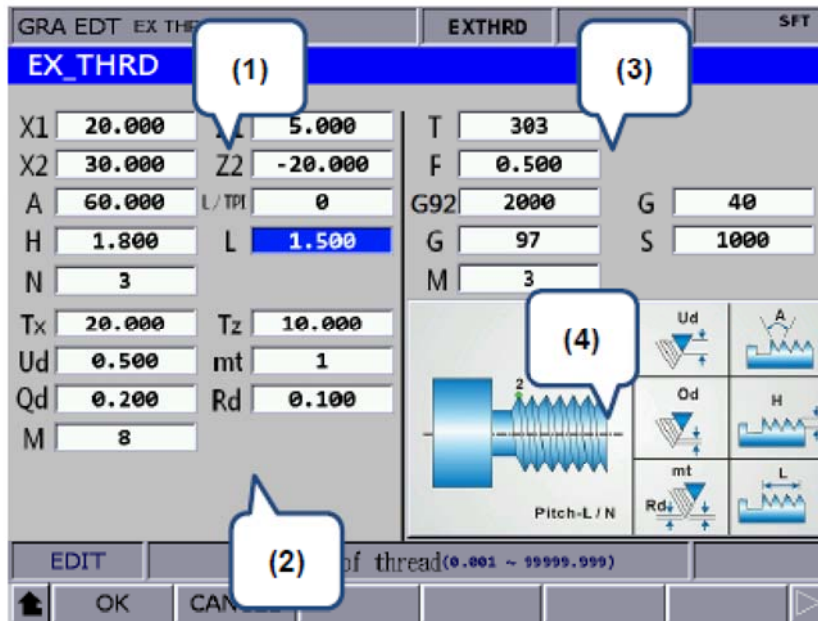 GRA EDT EX THR EXTHRD SFT
EX_THRD
(1) (3)
X1 20.000 5.000 T 303
X2 30.000 Z2 -20.000 F 0.500
A 60.000 L/TPI 0 G92 2000 G 40
H 1.800 L 1.500 G 97 S 1000
N 3 M 3
Tx 20.000 Tz 10.000
Ud 0.500 mt 1
Qd 0.200 Rd 0.100
M 8
(4)
2
Pitch-L / N
Ud A
Od H
mt L
Rd
(2)
EDIT of thread(0.001 ~ 99999.999)
OK